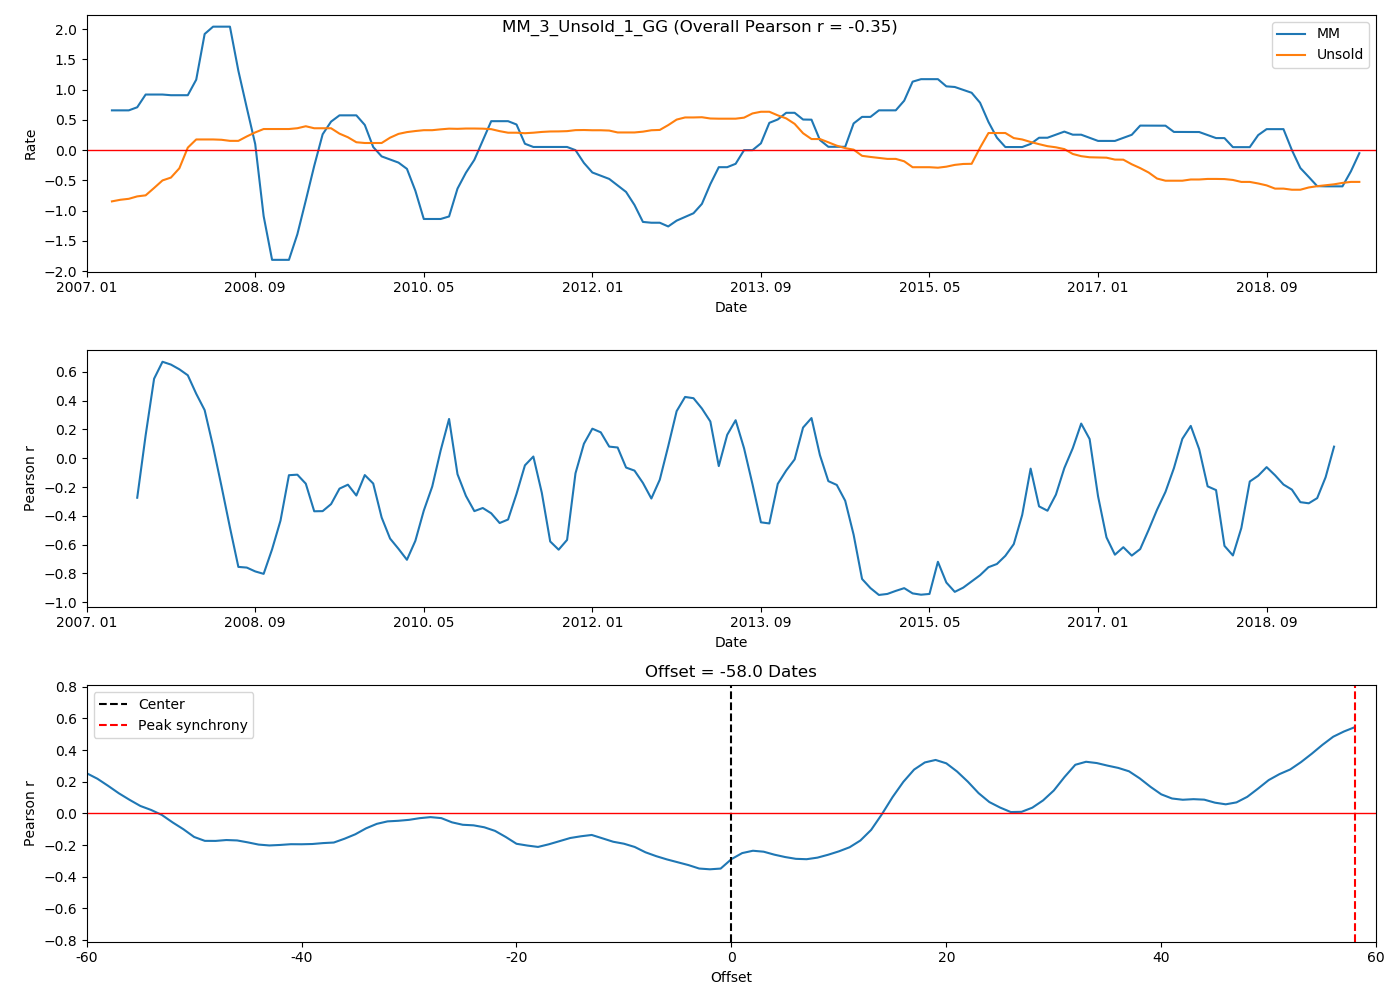 MM_3_Unsold_1_GG (Overall Pearson r = -0.35)
MM
Unsold
Rate
2.0
1.5
1.0
0.5
0.0
−0.5
−1.0
−1.5
−2.0
2007. 01 2008. 09 2010. 05 2012. 01 2013. 09 2015. 05 2017. 01 2018. 09
Date
Pearson r
0.6
0.4
0.2
0.0
−0.2
−0.4
−0.6
−0.8
−1.0
2007. 01 2008. 09 2010. 05 2012. 01 2013. 09 2015. 05 2017. 01 2018. 09
Date
Offset = -58.0 Dates
Center
Peak synchrony
Pearson r
0.8
0.6
0.4
0.2
0.0
−0.2
−0.4
−0.6
−0.8
-60 -40 -20 0 20 40 60
Offset